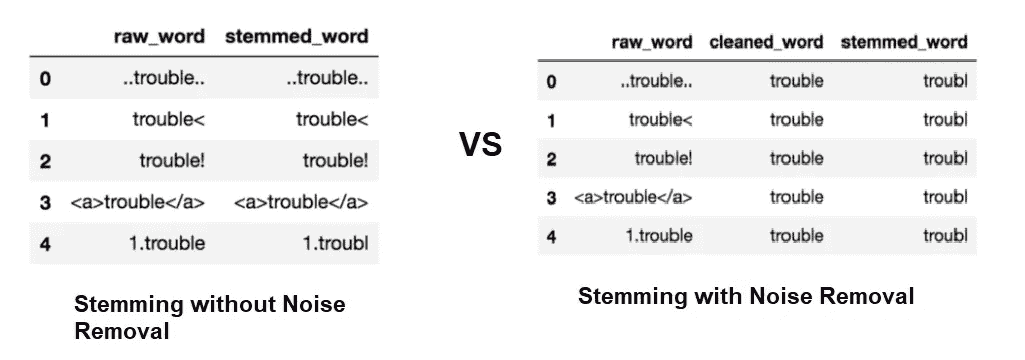 raw_word stemmed_word
0 ..trouble.. ..trouble..
1 trouble< trouble<
2 trouble! trouble!
3 <a>trouble</a> <a>trouble</a>
4 1.trouble 1.troubl
Stemming without Noise
Removal
VS
raw_word cleaned_word stemmed_word
0 ..trouble.. trouble troubl
1 trouble< trouble troubl
2 trouble! trouble troubl
3 <a>trouble</a> trouble troubl
4 1.trouble trouble troubl
Stemming with Noise Removal